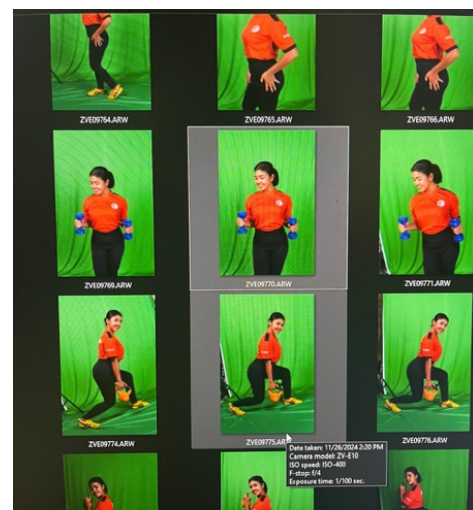 ZVE09764.ARW
ZVE09765.ARW
ZVE09766.ARW
ZVE09769.ARW
ZVE09770.ARW
ZVE09771.ARW
ZVE09774.ARW
ZVE09775.ARW
ZVE09776.ARW
Date taken: 11/26/2024 2:20 PM
Camera model: ZV-E10
ISO speed: ISO-400
F-stop: f/4
Exposure time: 1/100 sec.